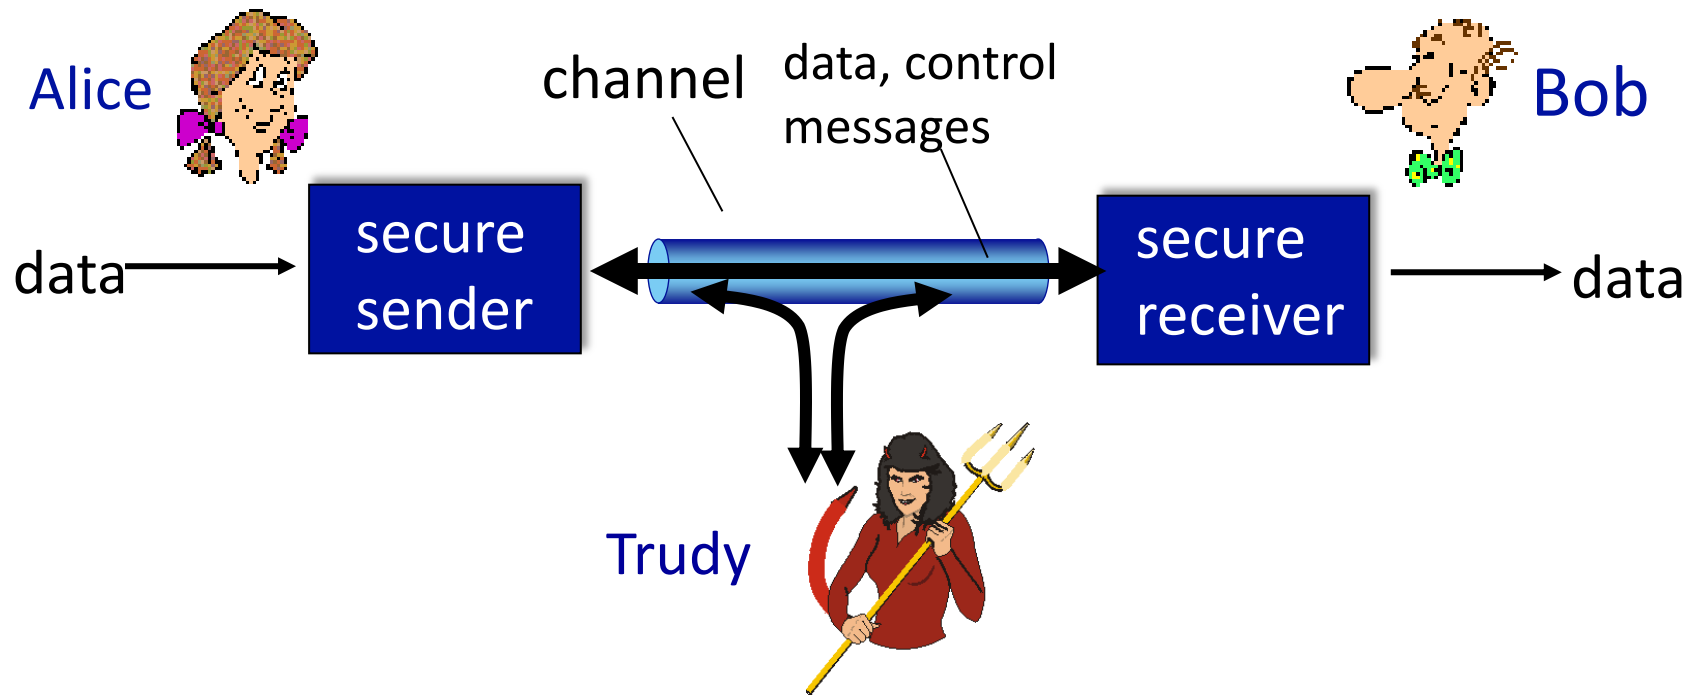 Alice
channel
data, control
messages
Bob
data
secure
sender
secure
receiver
data
Trudy